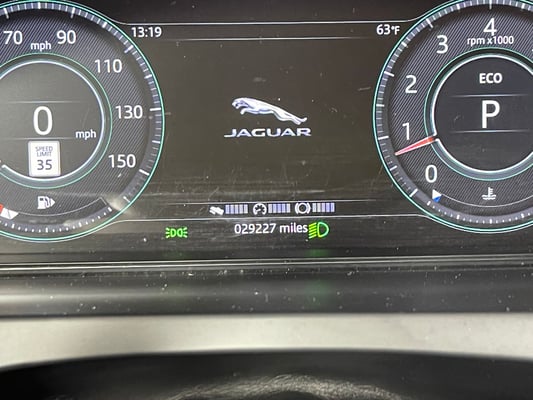 13:19
63°F
70 mph 90
110
130
150
0
mph
SPEED
LIMIT
35
JAGUAR
029227 miles
4
rpm x1000
3
2
1
0
ECO
P